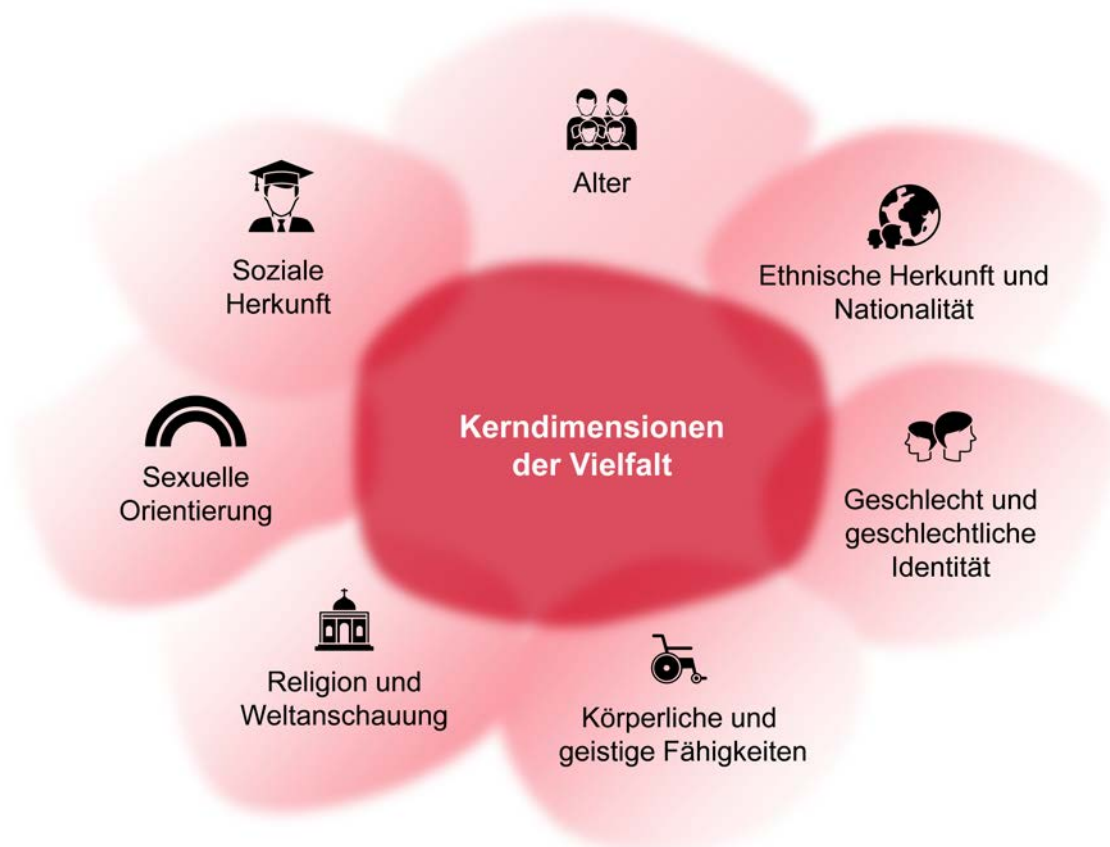 Alter
Ethnische Herkunft und
Nationalität
Geschlecht und
geschlechtliche
Identität
Körperliche und
geistige Fähigkeiten
Religion und
Weltanschauung
Sexuelle
Orientierung
Soziale
Herkunft
Kerndimensionen
der Vielfalt